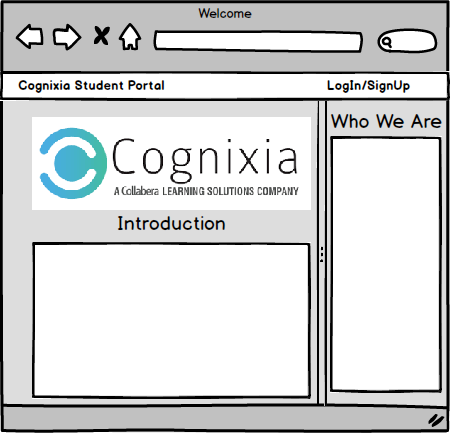 Welcome
Cognixia Student Portal
LogIn/SignUp
Cognixia
A Collabera LEARNING SOLUTIONS COMPANY
Introduction
Who We Are